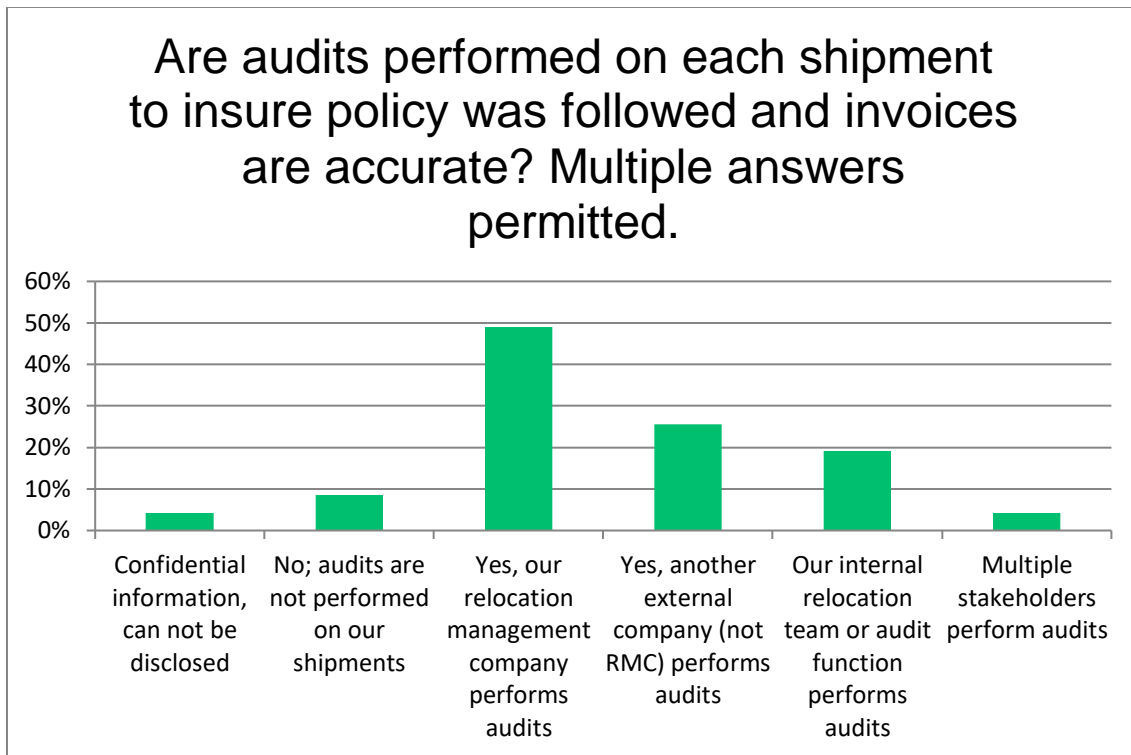 Are audits performed on each shipment
to insure policy was followed and invoices
are accurate? Multiple answers
permitted.
60%
50%
40%
30%
20%
10%
0%
Confidential
information,
can not be
disclosed
No; audits are
not performed
on our
shipments
Yes, our
relocation
management
company
performs
audits
Yes, another
external
company (not
RMC) performs
audits
Our internal
relocation
team or audit
function
performs
audits
Multiple
stakeholders
perform audits